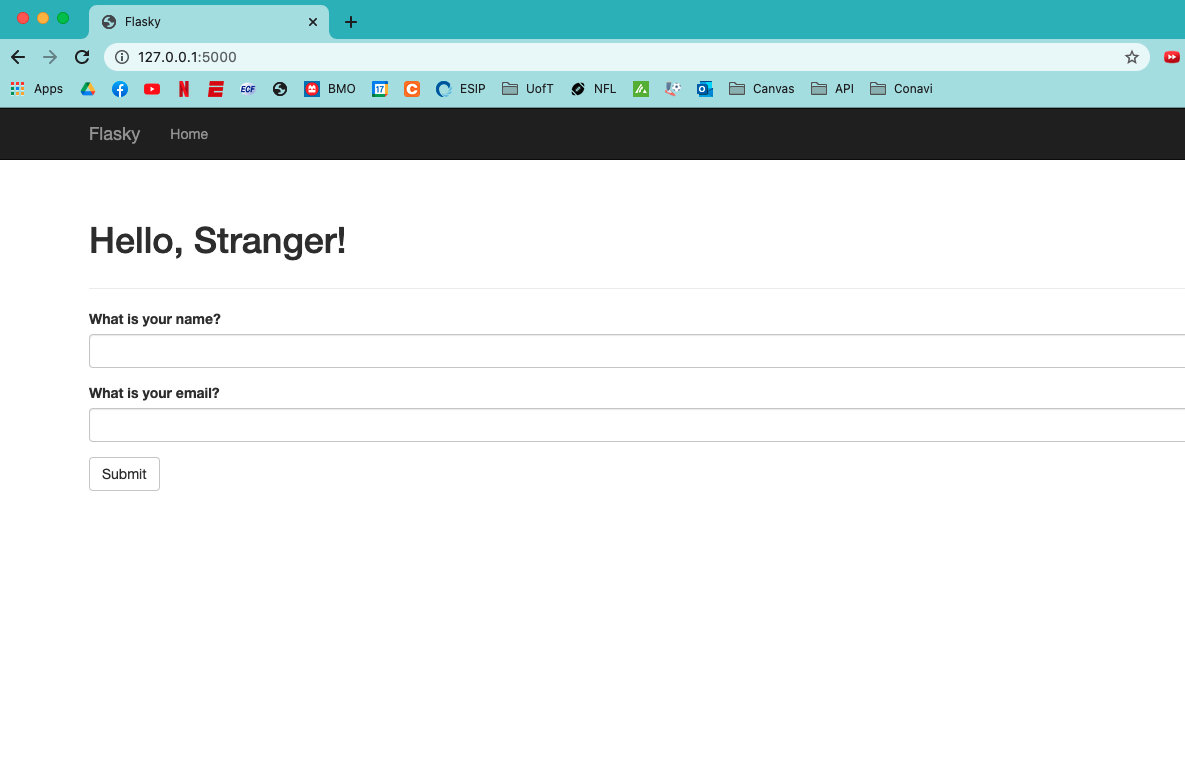 Flasky
127.0.0.1:5000
Apps N ECF BMO 17 C ESIP UofT NFL Canvas API Conavi
Flasky Home
Hello, Stranger!
What is your name?
What is your email?
Submit